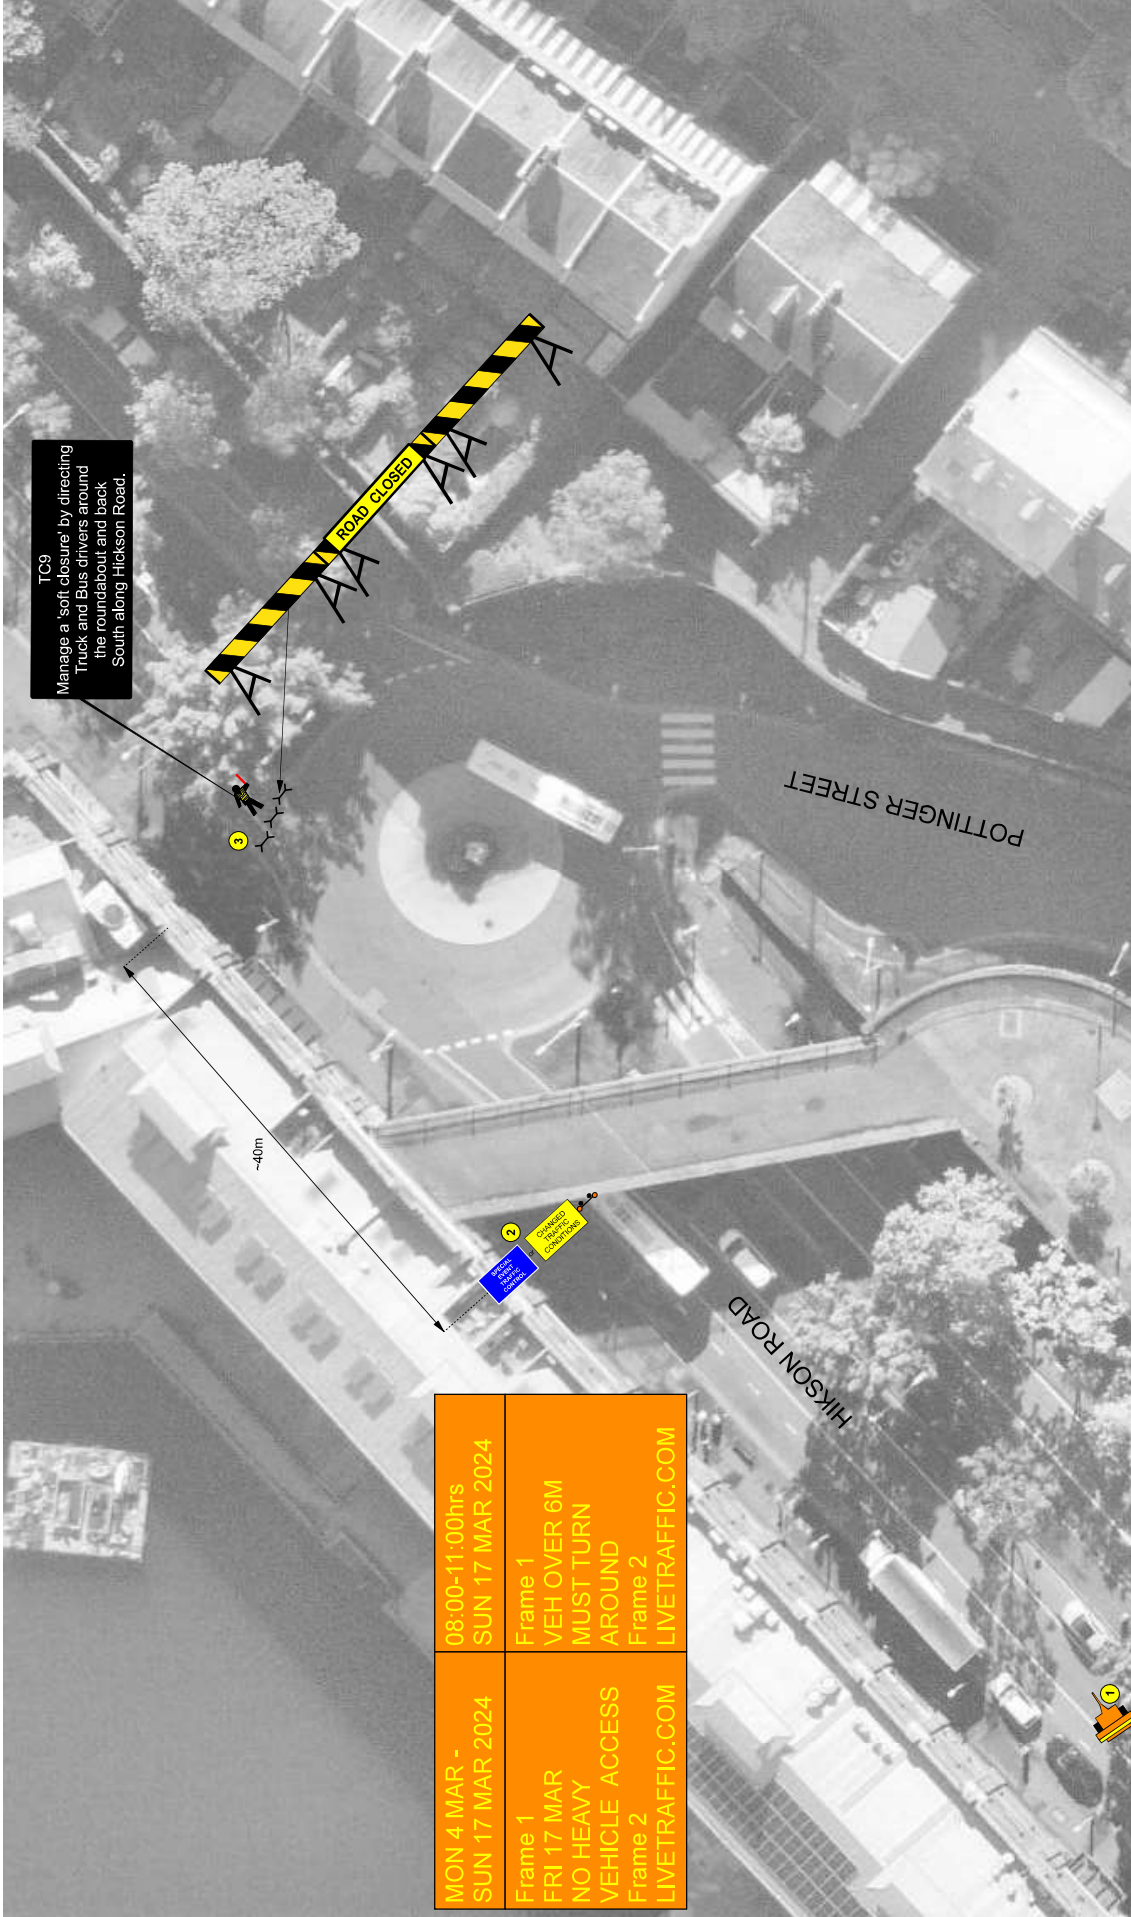 TC9
Manage a 'soft closure' by directing
Truck and Bus drivers around
the roundabout and back
South along Hickson Road.
ROAD CLOSED
3
POTTINGER STREET
~40m
2
SPECIAL
EVENT
TRAFFIC
CONTROL
or
CHANGED
TRAFFIC
CONDITIONS
HIKSON ROAD
MON 4 MAR -
SUN 17 MAR 2024
08:00-11:00hrs
SUN 17 MAR 2024
Frame 1
FRI 17 MAR
NO HEAVY
VEHICLE ACCESS
Frame 2
LIVETRAFFIC.COM
Frame 1
VEH OVER 6M
MUST TURN
AROUND
Frame 2
LIVETRAFFIC.COM
1